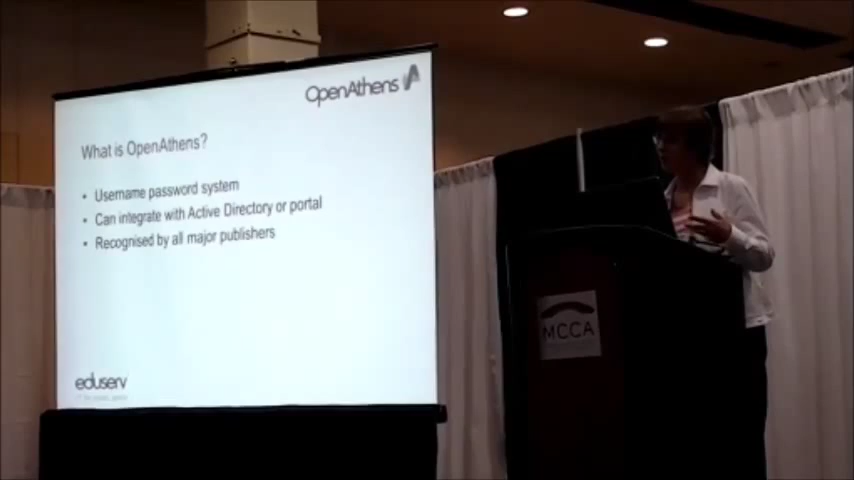 OpenAthens
What is OpenAthens?
• Username password system
• Can integrate with Active Directory or portal
• Recognised by all major publishers
eduserv
MCCA